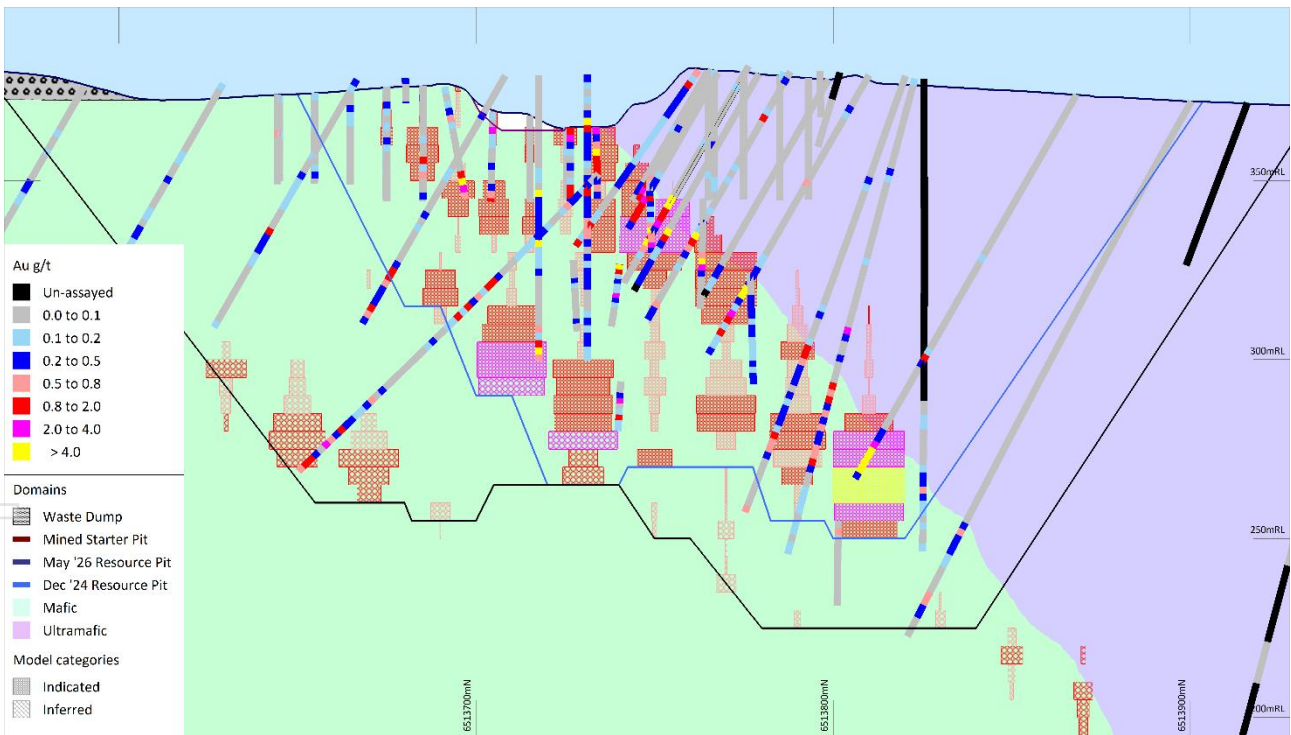 350mRL
Au g/t
Un-assayed
0.0 to 0.1
0.1 to 0.2
300mRL
0.2 to 0.5
0.5 to 0.8
0.8 to 2.0
2.0 to 4.0
> 4.0
Domains
Waste Dump
Mined Starter Pit
250mRL
May '26 Resource Pit
Dec '24 Resource Pit
Mafic
Ultramafic
Model categories
Indicated
Inferred
6513700mN
6513800mN
6513900mN
200mRL